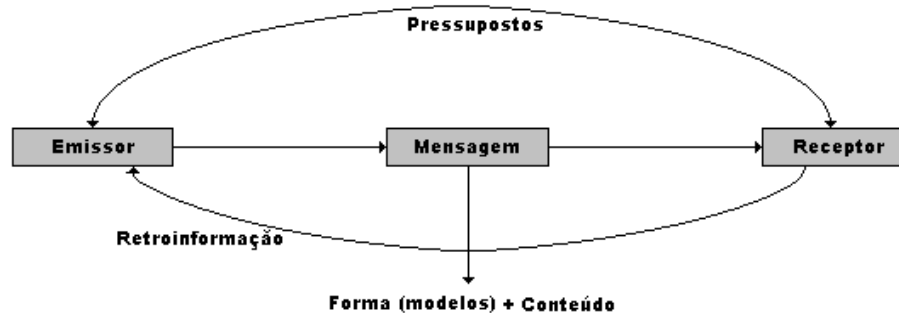 Pressupostos
Emissor
Mensagem
Receptor
Retroinformação
Forma (modelos) + Conteúdo